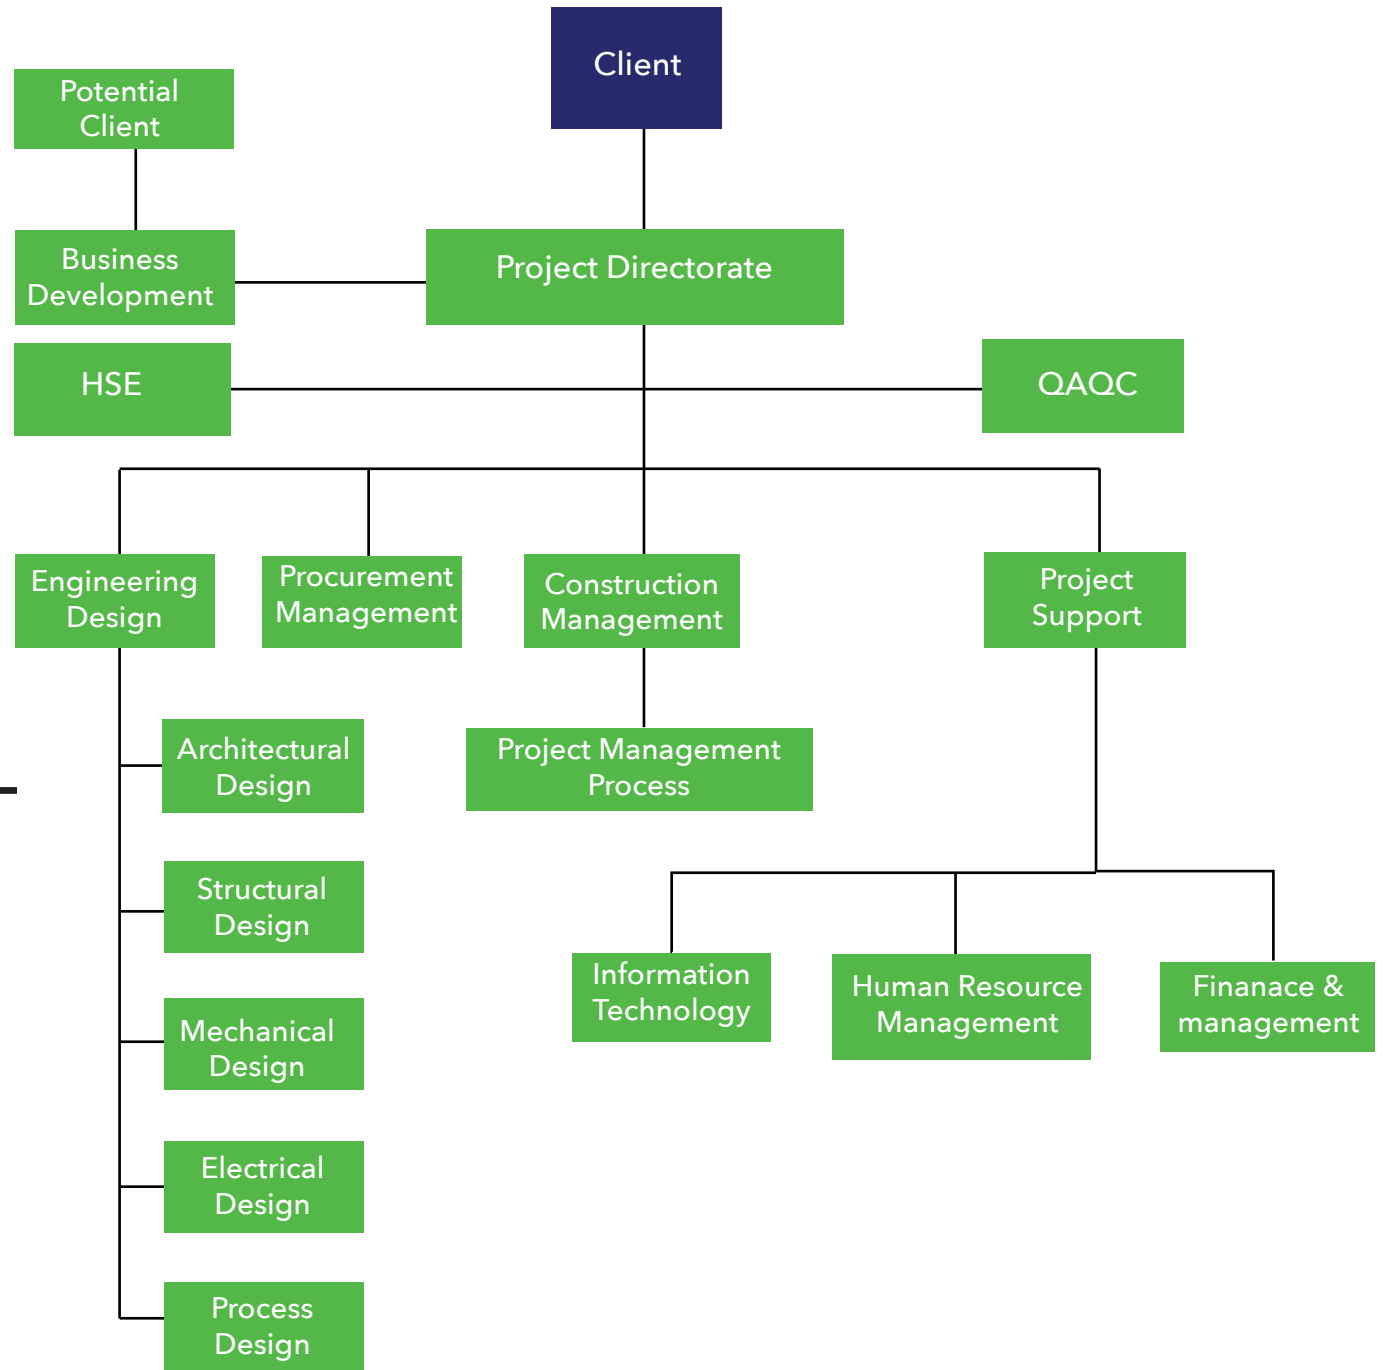 Client
Potential
Client
Business
Development
Project Directorate
HSE
QAQC
Engineering
Design
Procurement
Management
Construction
Management
Project
Support
Architectural
Design
Project Management
Process
Structural
Design
Information
Technology
Human Resource
Management
Finanace &
management
Mechanical
Design
Electrical
Design
Process
Design